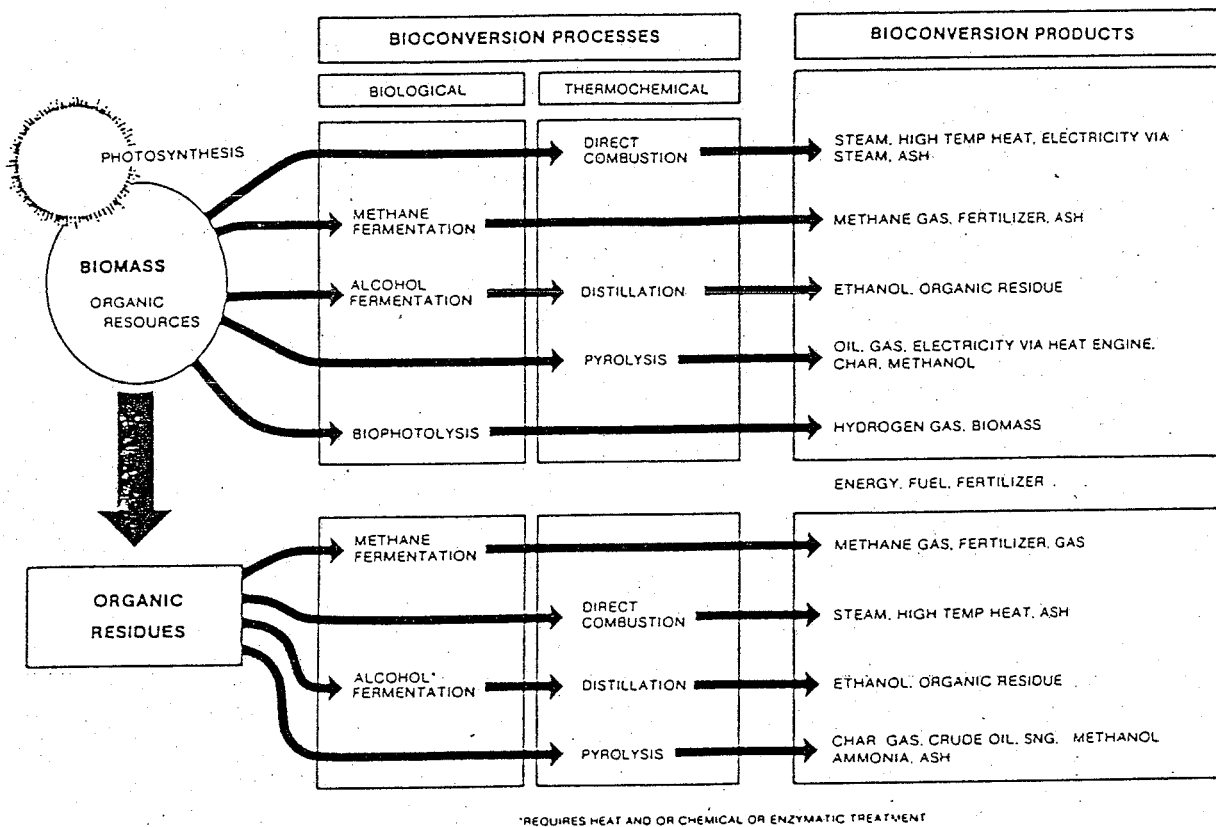 BIOCONVERSION PROCESSES
BIOCONVERSION PRODUCTS
BIOLOGICAL
THERMOCHEMICAL
PHOTOSYNTHESIS
BIOMASS
ORGANIC
RESOURCES
DIRECT
COMBUSTION
STEAM, HIGH TEMP HEAT, ELECTRICITY VIA
STEAM, ASH
METHANE
FERMENTATION
METHANE GAS, FERTILIZER, ASH
ALCOHOL
FERMENTATION
DISTILLATION
ETHANOL, ORGANIC RESIDUE
PYROLYSIS
OIL, GAS, ELECTRICITY VIA HEAT ENGINE,
CHAR, METHANOL
BIOPHOTOLYSIS
HYDROGEN GAS, BIOMASS
ENERGY, FUEL, FERTILIZER
ORGANIC
RESIDUES
METHANE
FERMENTATION
METHANE GAS, FERTILIZER, GAS
DIRECT
COMBUSTION
STEAM, HIGH TEMP HEAT, ASH
ALCOHOL*
FERMENTATION
DISTILLATION
ETHANOL, ORGANIC RESIDUE
PYROLYSIS
CHAR GAS, CRUDE OIL, SNG, METHANOL
AMMONIA, ASH
*REQUIRES HEAT AND OR CHEMICAL OR ENZYMATIC TREATMENT